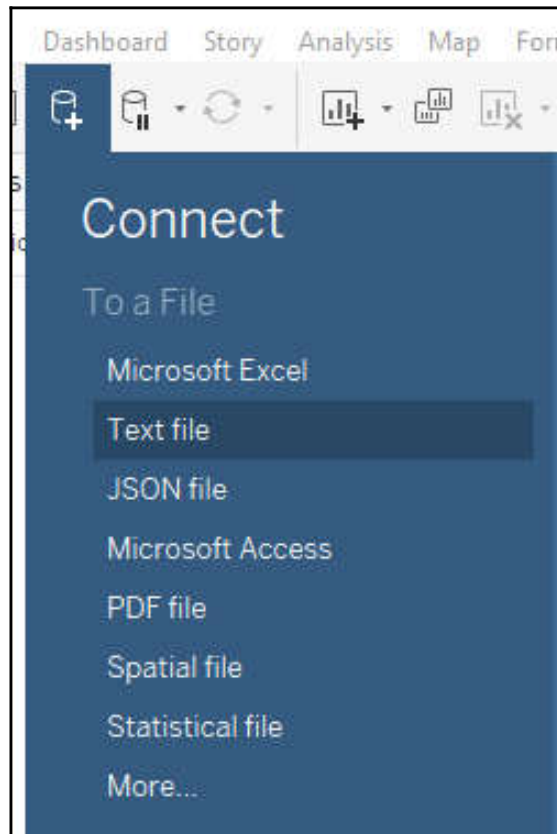 Dashboard Story Analysis Map
Connect
To a File
Microsoft Excel
Text file
JSON file
Microsoft Access
PDF file
Spatial file
Statistical file
More...